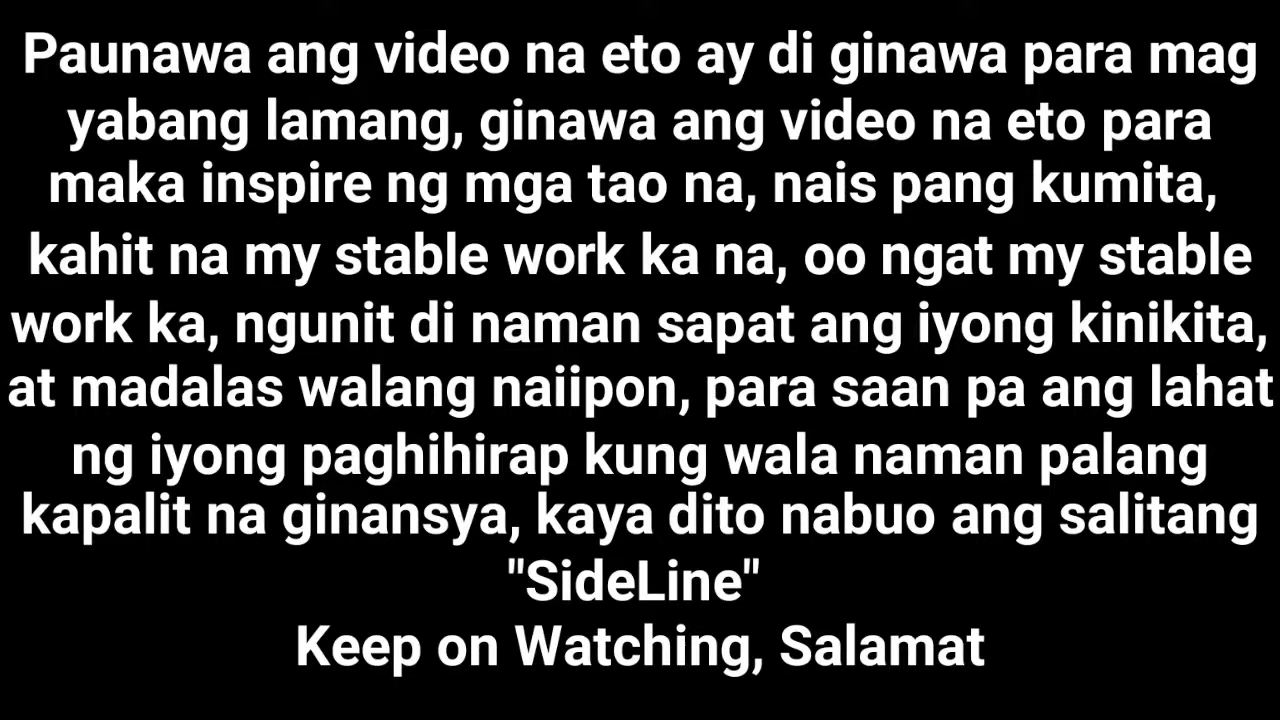 Paunawa ang video na eto ay di ginawa para mag
yabang lamang, ginawa ang video na eto para
maka inspire ng mga tao na, nais pang kumita,
kahit na my stable work ka na, oo ngat my stable
work ka, ngunit di naman sapat ang iyong kinikita,
at madalas walang naiipon, para saan pa ang lahat
ng iyong paghihirap kung wala naman palang
kapalit na ginansya, kaya dito nabuo ang salitang
"SideLine"
Keep on Watching, Salamat